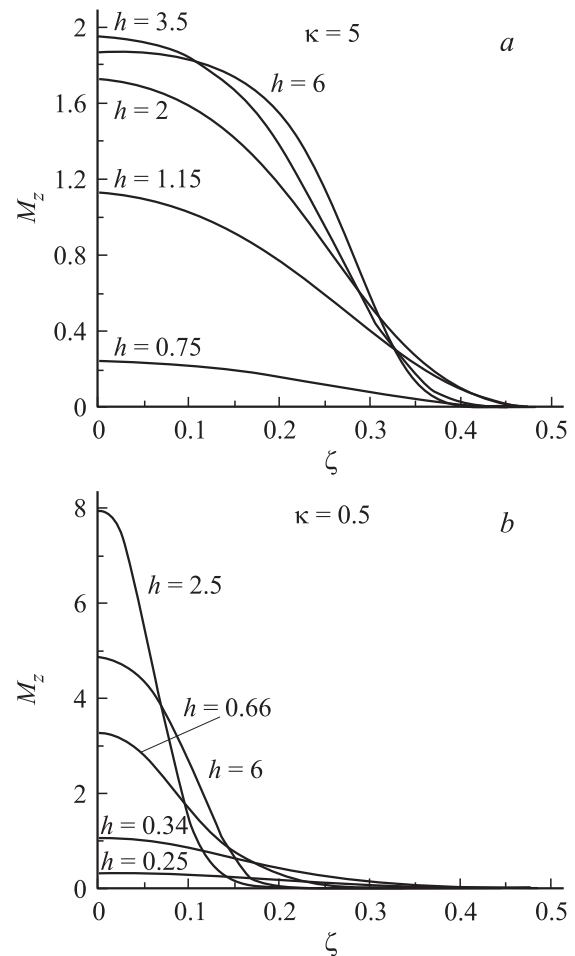 2
h = 3.5
κ = 5
a
h = 6
1.6
h = 2
1.2
h = 1.15
M_z
0.8
0.4
h = 0.75
0
0 0.1 0.2 0.3 0.4 0.5
ζ
8
κ = 0.5
b
h = 2.5
6
M_z
4
h = 0.66
h = 6
2
h = 0.34
h = 0.25
0
0 0.1 0.2 0.3 0.4 0.5
ζ